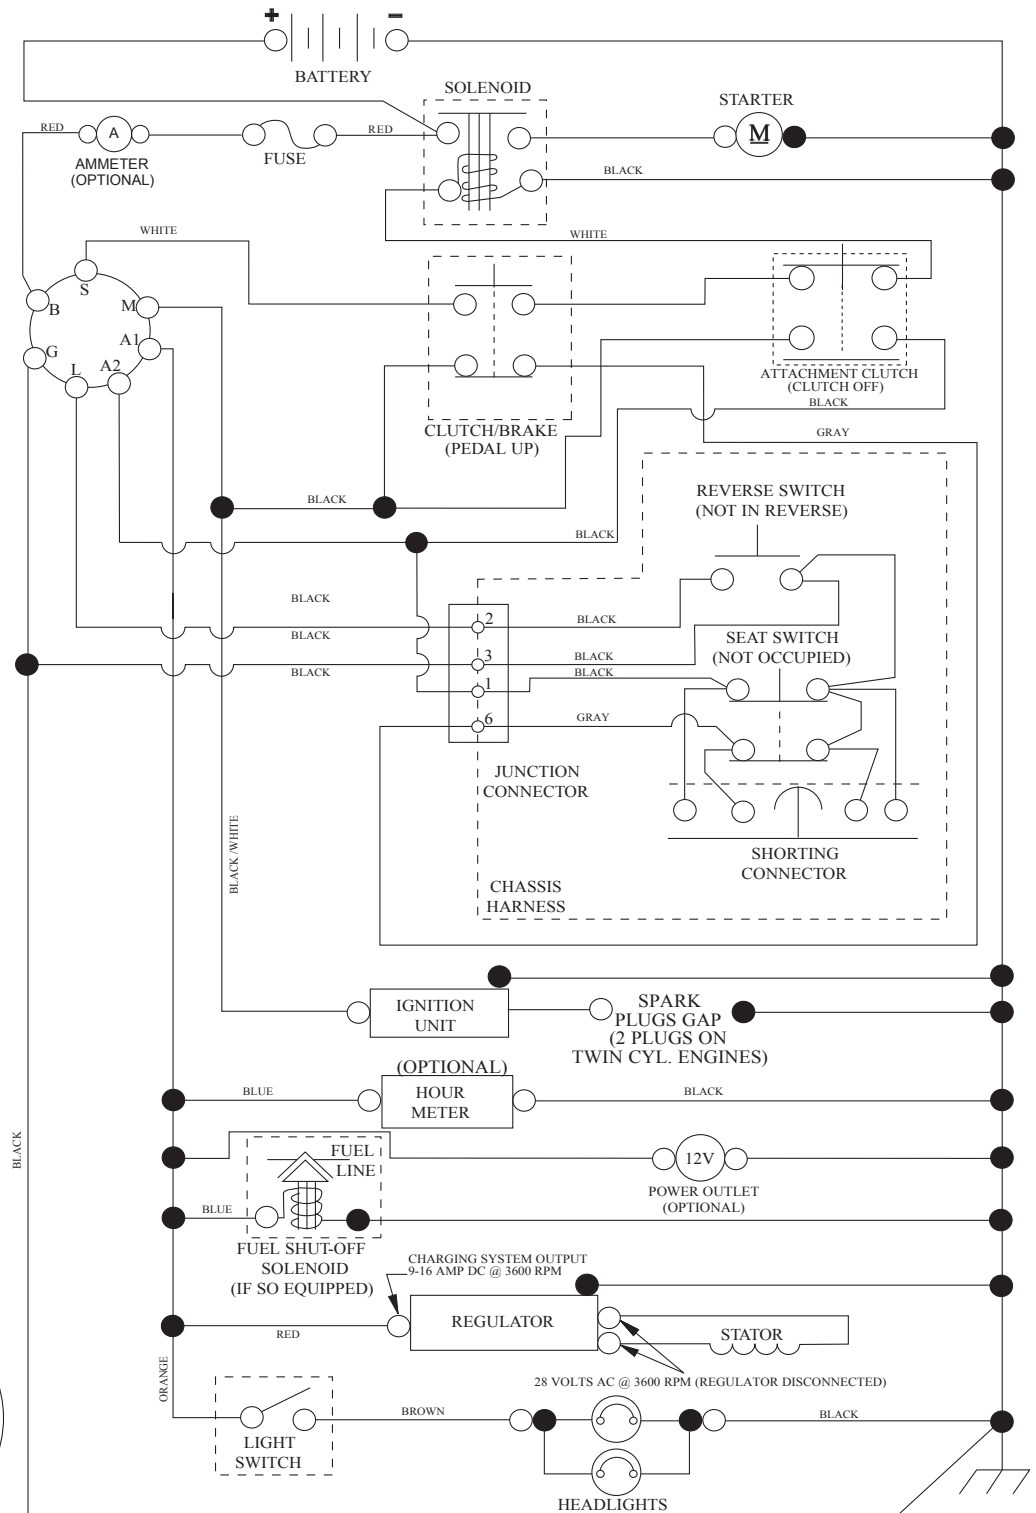 + −
BATTERY
SOLENOID
STARTER
RED
A
FUSE
RED
M
AMMETER
(OPTIONAL)
BLACK
WHITE
WHITE
S
B
M
A1
G
A2
L
ATTACHMENT CLUTCH
(CLUTCH OFF)
BLACK
CLUTCH/BRAKE
(PEDAL UP)
GRAY
REVERSE SWITCH
(NOT IN REVERSE)
BLACK
BLACK
BLACK
2
BLACK
BLACK
SEAT SWITCH
(NOT OCCUPIED)
3
BLACK
BLACK
BLACK
1
6
GRAY
JUNCTION
CONNECTOR
BLACK /WHITE
SHORTING
CONNECTOR
CHASSIS
HARNESS
IGNITION
UNIT
SPARK
PLUGS GAP
(2 PLUGS ON
TWIN CYL. ENGINES)
(OPTIONAL)
HOUR
METER
BLUE
BLACK
BLACK
FUEL
LINE
12V
POWER OUTLET
(OPTIONAL)
BLUE
FUEL SHUT-OFF
SOLENOID
(IF SO EQUIPPED)
CHARGING SYSTEM OUTPUT
9-16 AMP DC @ 3600 RPM
REGULATOR
STATOR
RED
ORANGE
28 VOLTS AC @ 3600 RPM (REGULATOR DISCONNECTED)
BROWN
BLACK
LIGHT
SWITCH
HEADLIGHTS